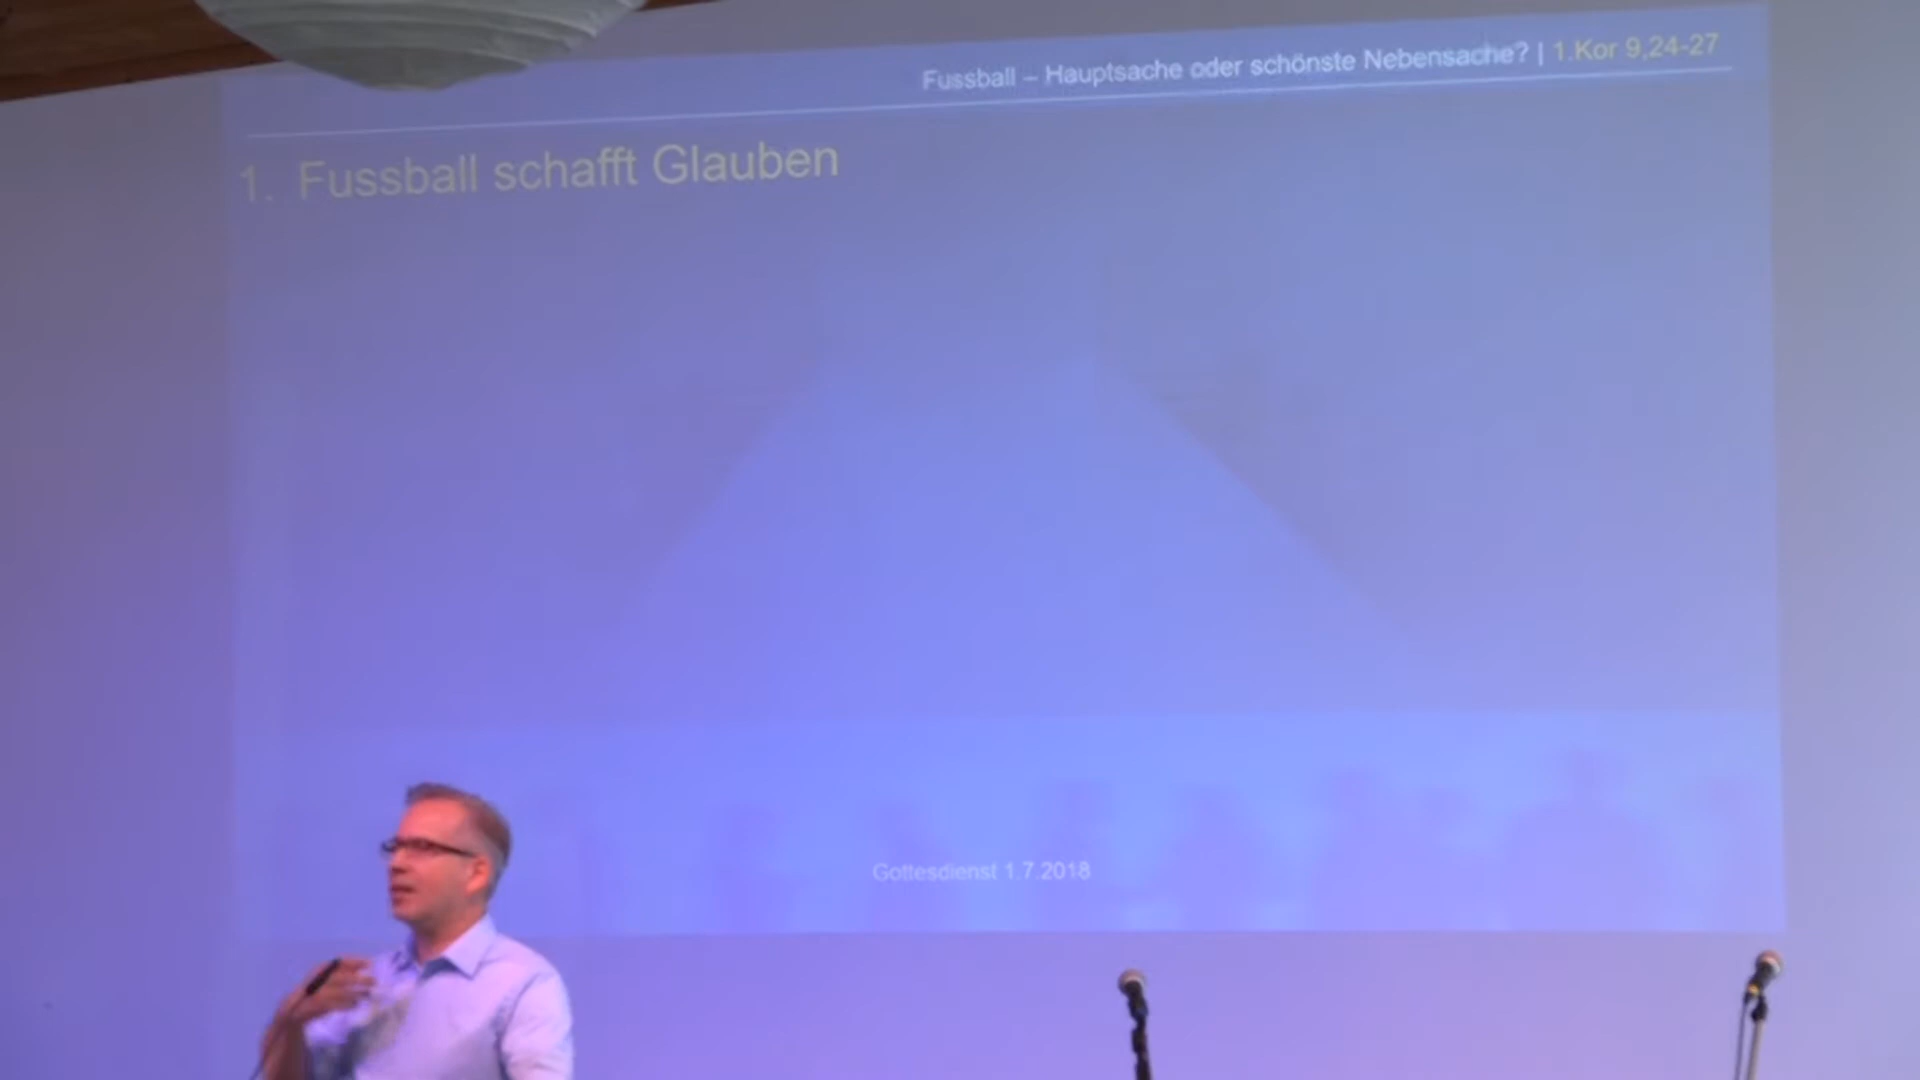 Fussball – Hauptsache oder schönste Nebensache? | 1.Kor 9,24-27
1. Fussball schafft Glauben
Gottesdienst 1.7.2018